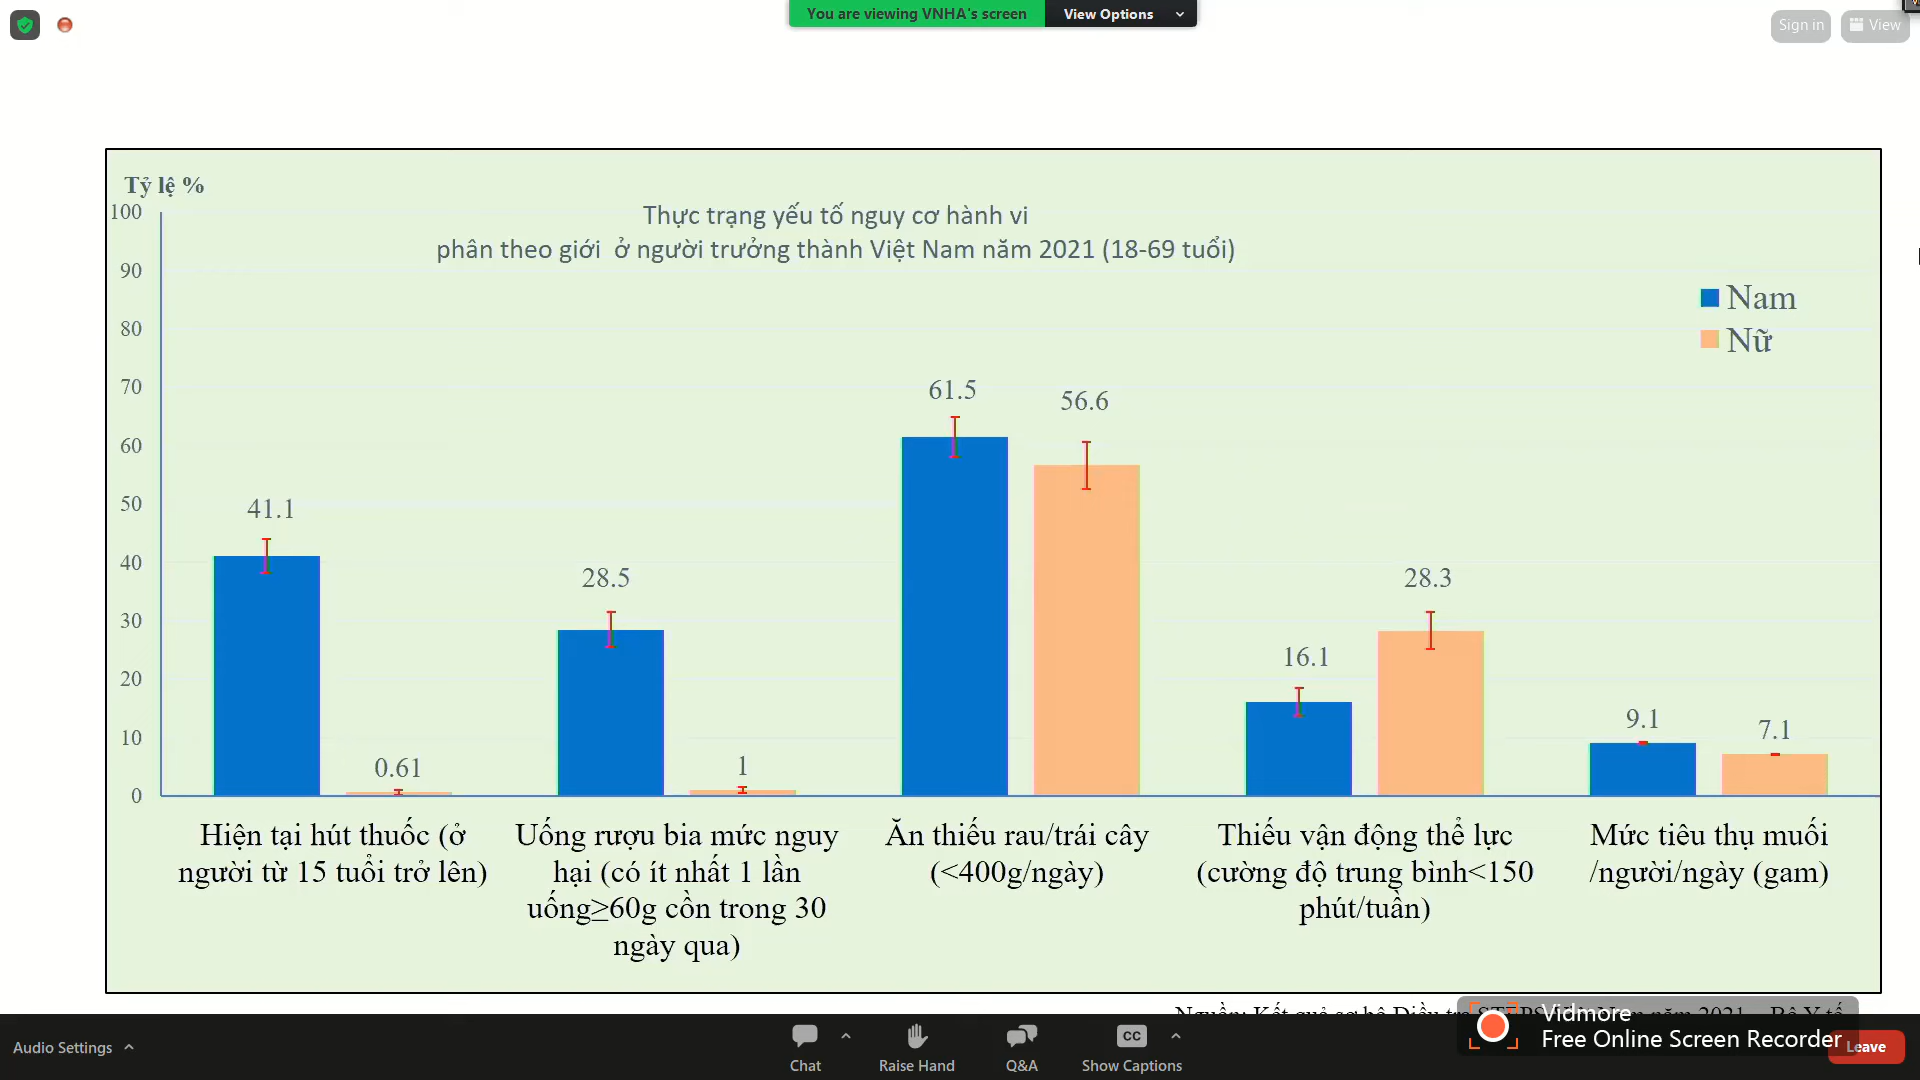 You are viewing VNHA's screen
View Options
Sign in
View
Tỷ lệ %
Thực trạng yếu tố nguy cơ hành vi
phân theo giới ở người trưởng thành Việt Nam năm 2021 (18-69 tuổi)
100
90
80
70
60
50
40
30
20
10
0
Nam
Nữ
41.1
0.61
28.5
1
61.5
56.6
16.1
28.3
9.1
7.1
Hiện tại hút thuốc (ở
người từ 15 tuổi trở lên)
Uống rượu bia mức nguy
hại (có ít nhất 1 lần
uống≥60g cồn trong 30
ngày qua)
Ăn thiếu rau/trái cây
(<400g/ngày)
Thiếu vận động thể lực
(cường độ trung bình<150
phút/tuần)
Mức tiêu thụ muối
/người/ngày (gam)
Vidmore
Free Online Screen Recorder
Audio Settings
Chat
Raise Hand
Q&A
CC
Show Captions
Leave